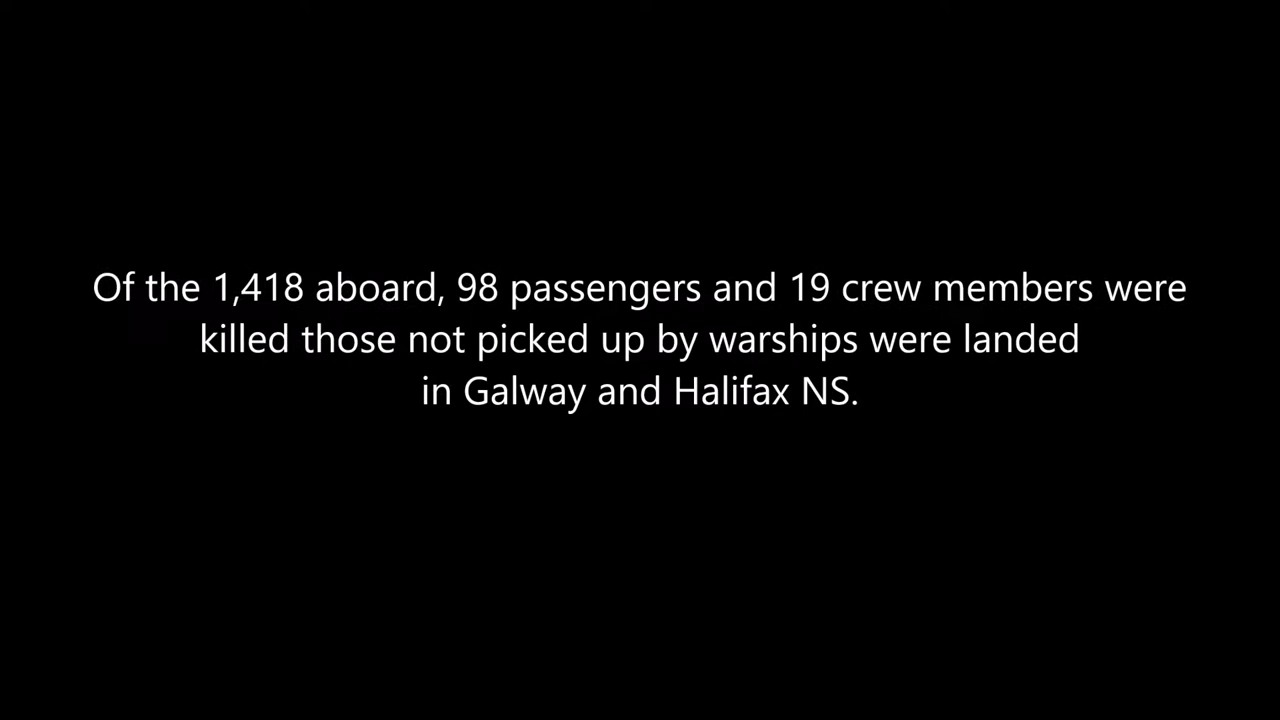 Of the 1,418 aboard, 98 passengers and 19 crew members were
killed those not picked up by warships were landed
in Galway and Halifax NS.